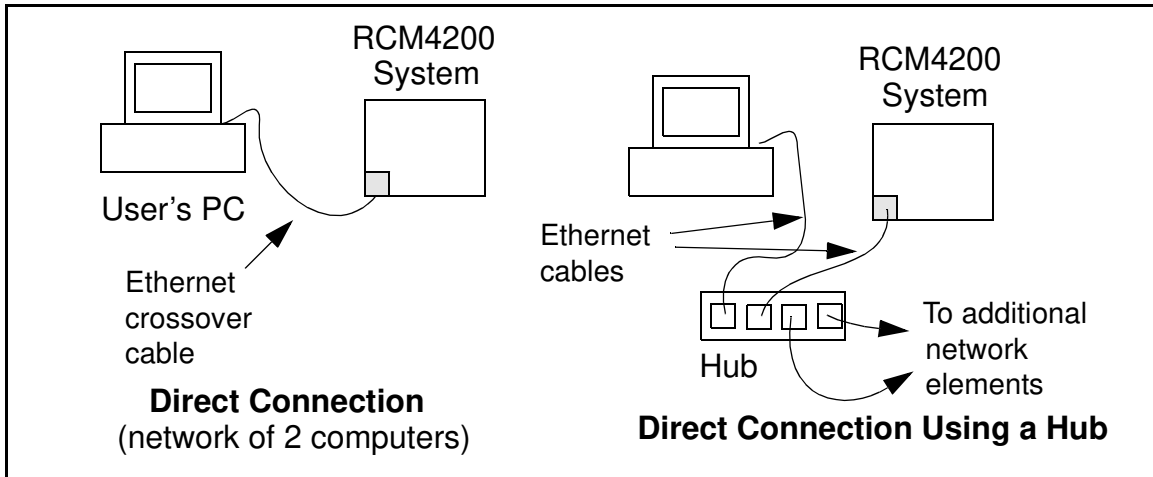 RCM4200
System
User's PC
Ethernet
crossover
cable
Direct Connection
(network of 2 computers)
RCM4200
System
Ethernet
cables
Hub
To additional
network
elements
Direct Connection Using a Hub